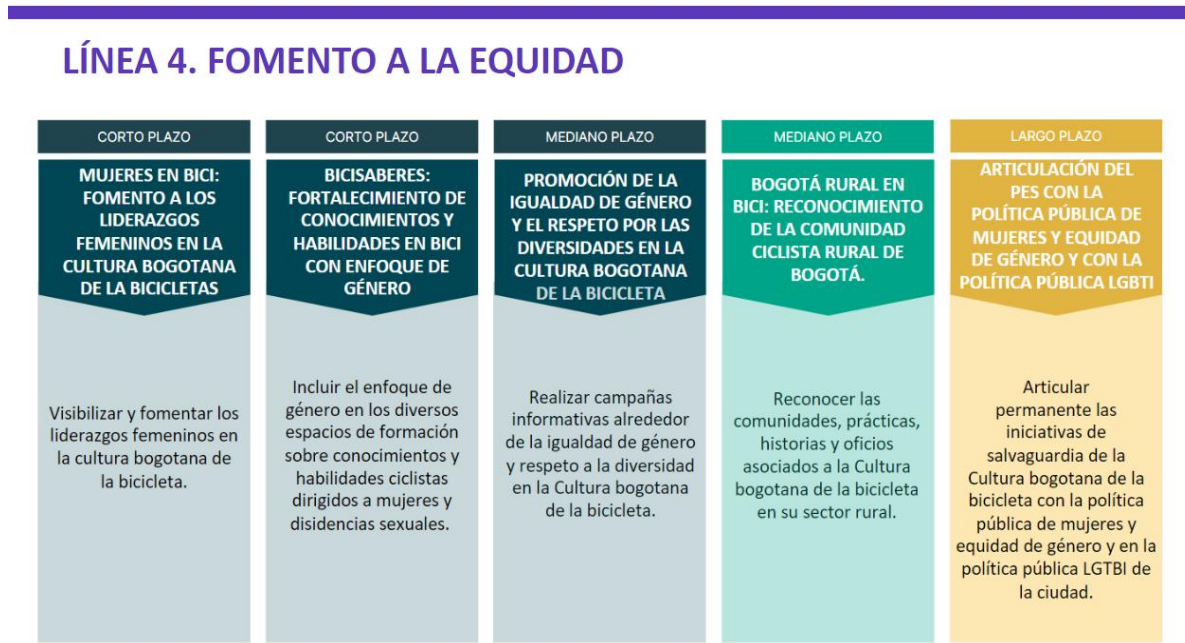 LÍNEA 4. FOMENTO A LA EQUIDAD
CORTO PLAZO
MUJERES EN BICI:
FOMENTO A LOS
LIDERAZGOS
FEMENINOS EN LA
CULTURA BOGOTANA
DE LA BICICLETAS
Visibilizar y fomentar los
liderazgos femeninos en
la cultura bogotana de
la bicicleta.
CORTO PLAZO
BICISABERES:
FORTALECIMIENTO DE
CONOCIMIENTOS Y
HABILIDADES EN BICI
CON ENFOQUE DE
GÉNERO
Incluir el enfoque de
género en los diversos
espacios de formación
sobre conocimientos y
habilidades ciclistas
dirigidos a mujeres y
disidencias sexuales.
MEDIANO PLAZO
PROMOCIÓN DE LA
IGUALDAD DE GÉNERO
Y EL RESPETO POR LAS
DIVERSIDADES EN LA
CULTURA BOGOTANA
DE LA BICICLETA
Realizar campañas
informativas alrededor
de la igualdad de género
y respeto a la diversidad
en la Cultura bogotana
de la bicicleta.
MEDIANO PLAZO
BOGOTÁ RURAL EN
BICI: RECONOCIMIENTO
DE LA COMUNIDAD
CICLISTA RURAL DE
BOGOTÁ.
Reconocer las
comunidades, prácticas,
historias y oficios
asociados a la Cultura
bogotana de la bicicleta
en su sector rural.
LARGO PLAZO
ARTICULACIÓN DEL
PES CON LA
POLÍTICA PÚBLICA DE
MUJERES Y EQUIDAD
DE GÉNERO Y CON LA
POLÍTICA PÚBLICA LGBTI
Articular
permanente las
iniciativas de
salvaguardia de la
Cultura bogotana de la
bicicleta con la política
pública de mujeres y
equidad de género y en la
política pública LGTBI de
la ciudad.